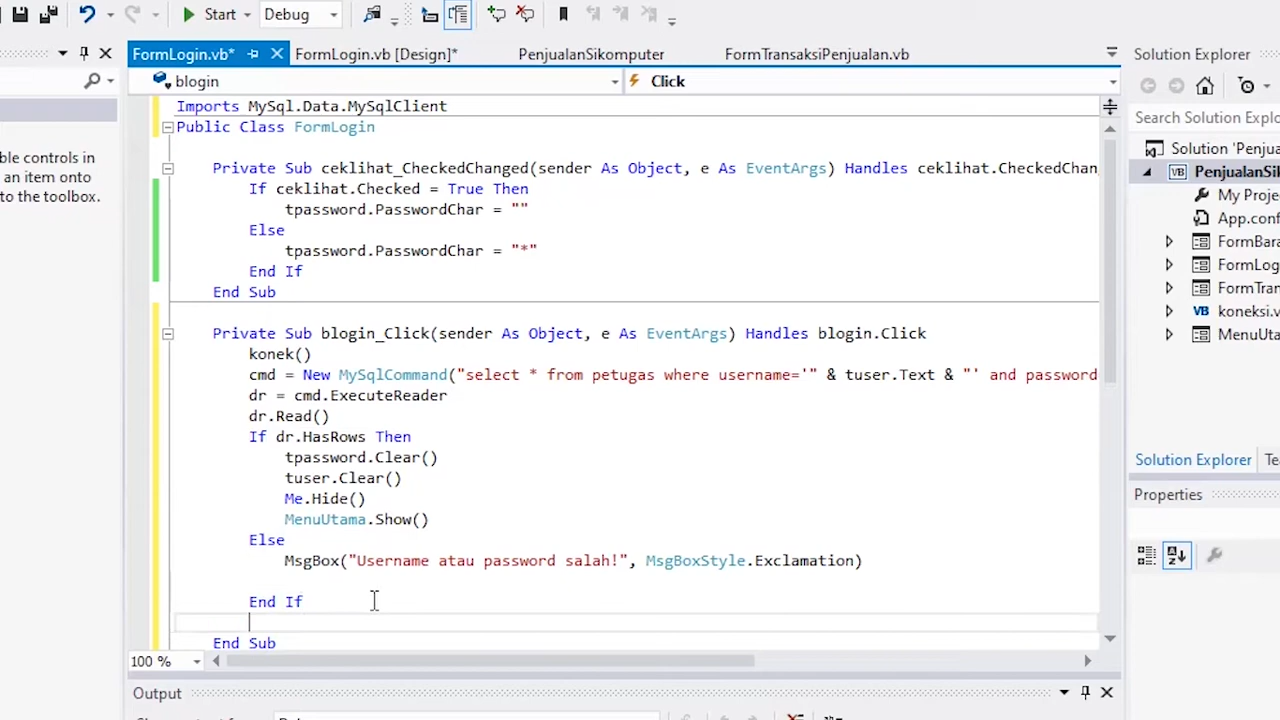 Start Debug
FormLogin.vb* FormLogin.vb [Design]* PenjualanSikomputer FormTransaksiPenjualan.vb Solution Explorer
blogin Click
Search Solution Explo
Imports MySql.Data.MySqlClient
Public Class FormLogin
ble controls in
an item onto
to the toolbox.
Private Sub ceklihat_CheckedChanged(sender As Object, e As EventArgs) Handles ceklihat.CheckedChan
If ceklihat.Checked = True Then
tpassword.PasswordChar = ""
Else
tpassword.PasswordChar = "*"
End If
End Sub
Private Sub blogin_Click(sender As Object, e As EventArgs) Handles blogin.Click
konek()
cmd = New MySqlCommand("select * from petugas where username='" & tuser.Text & "' and password
dr = cmd.ExecuteReader
dr.Read()
If dr.HasRows Then
tpassword.Clear()
tuser.Clear()
Me.Hide()
MenuUtama.Show()
Else
MsgBox("Username atau password salah!", MsgBoxStyle.Exclamation)
End If
End Sub
100 %
Output
Solution 'Penjua
PenjualanSi
My Proje
App.conf
FormBara
FormLog
FormTran
koneksi.v
MenuUta
Solution Explorer Te
Properties